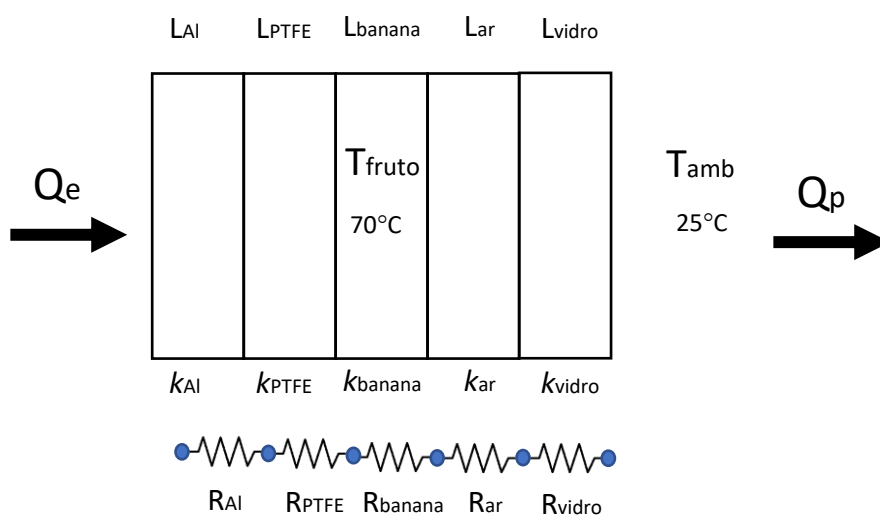 LAl LPTFE Lbanana Lar Lvidro
Qe
Tfruto
70°C
Tamb
25°C
Qp
kAl kPTFE kbanana kar kvidro
RAl RPTFE Rbanana Rar Rvidro